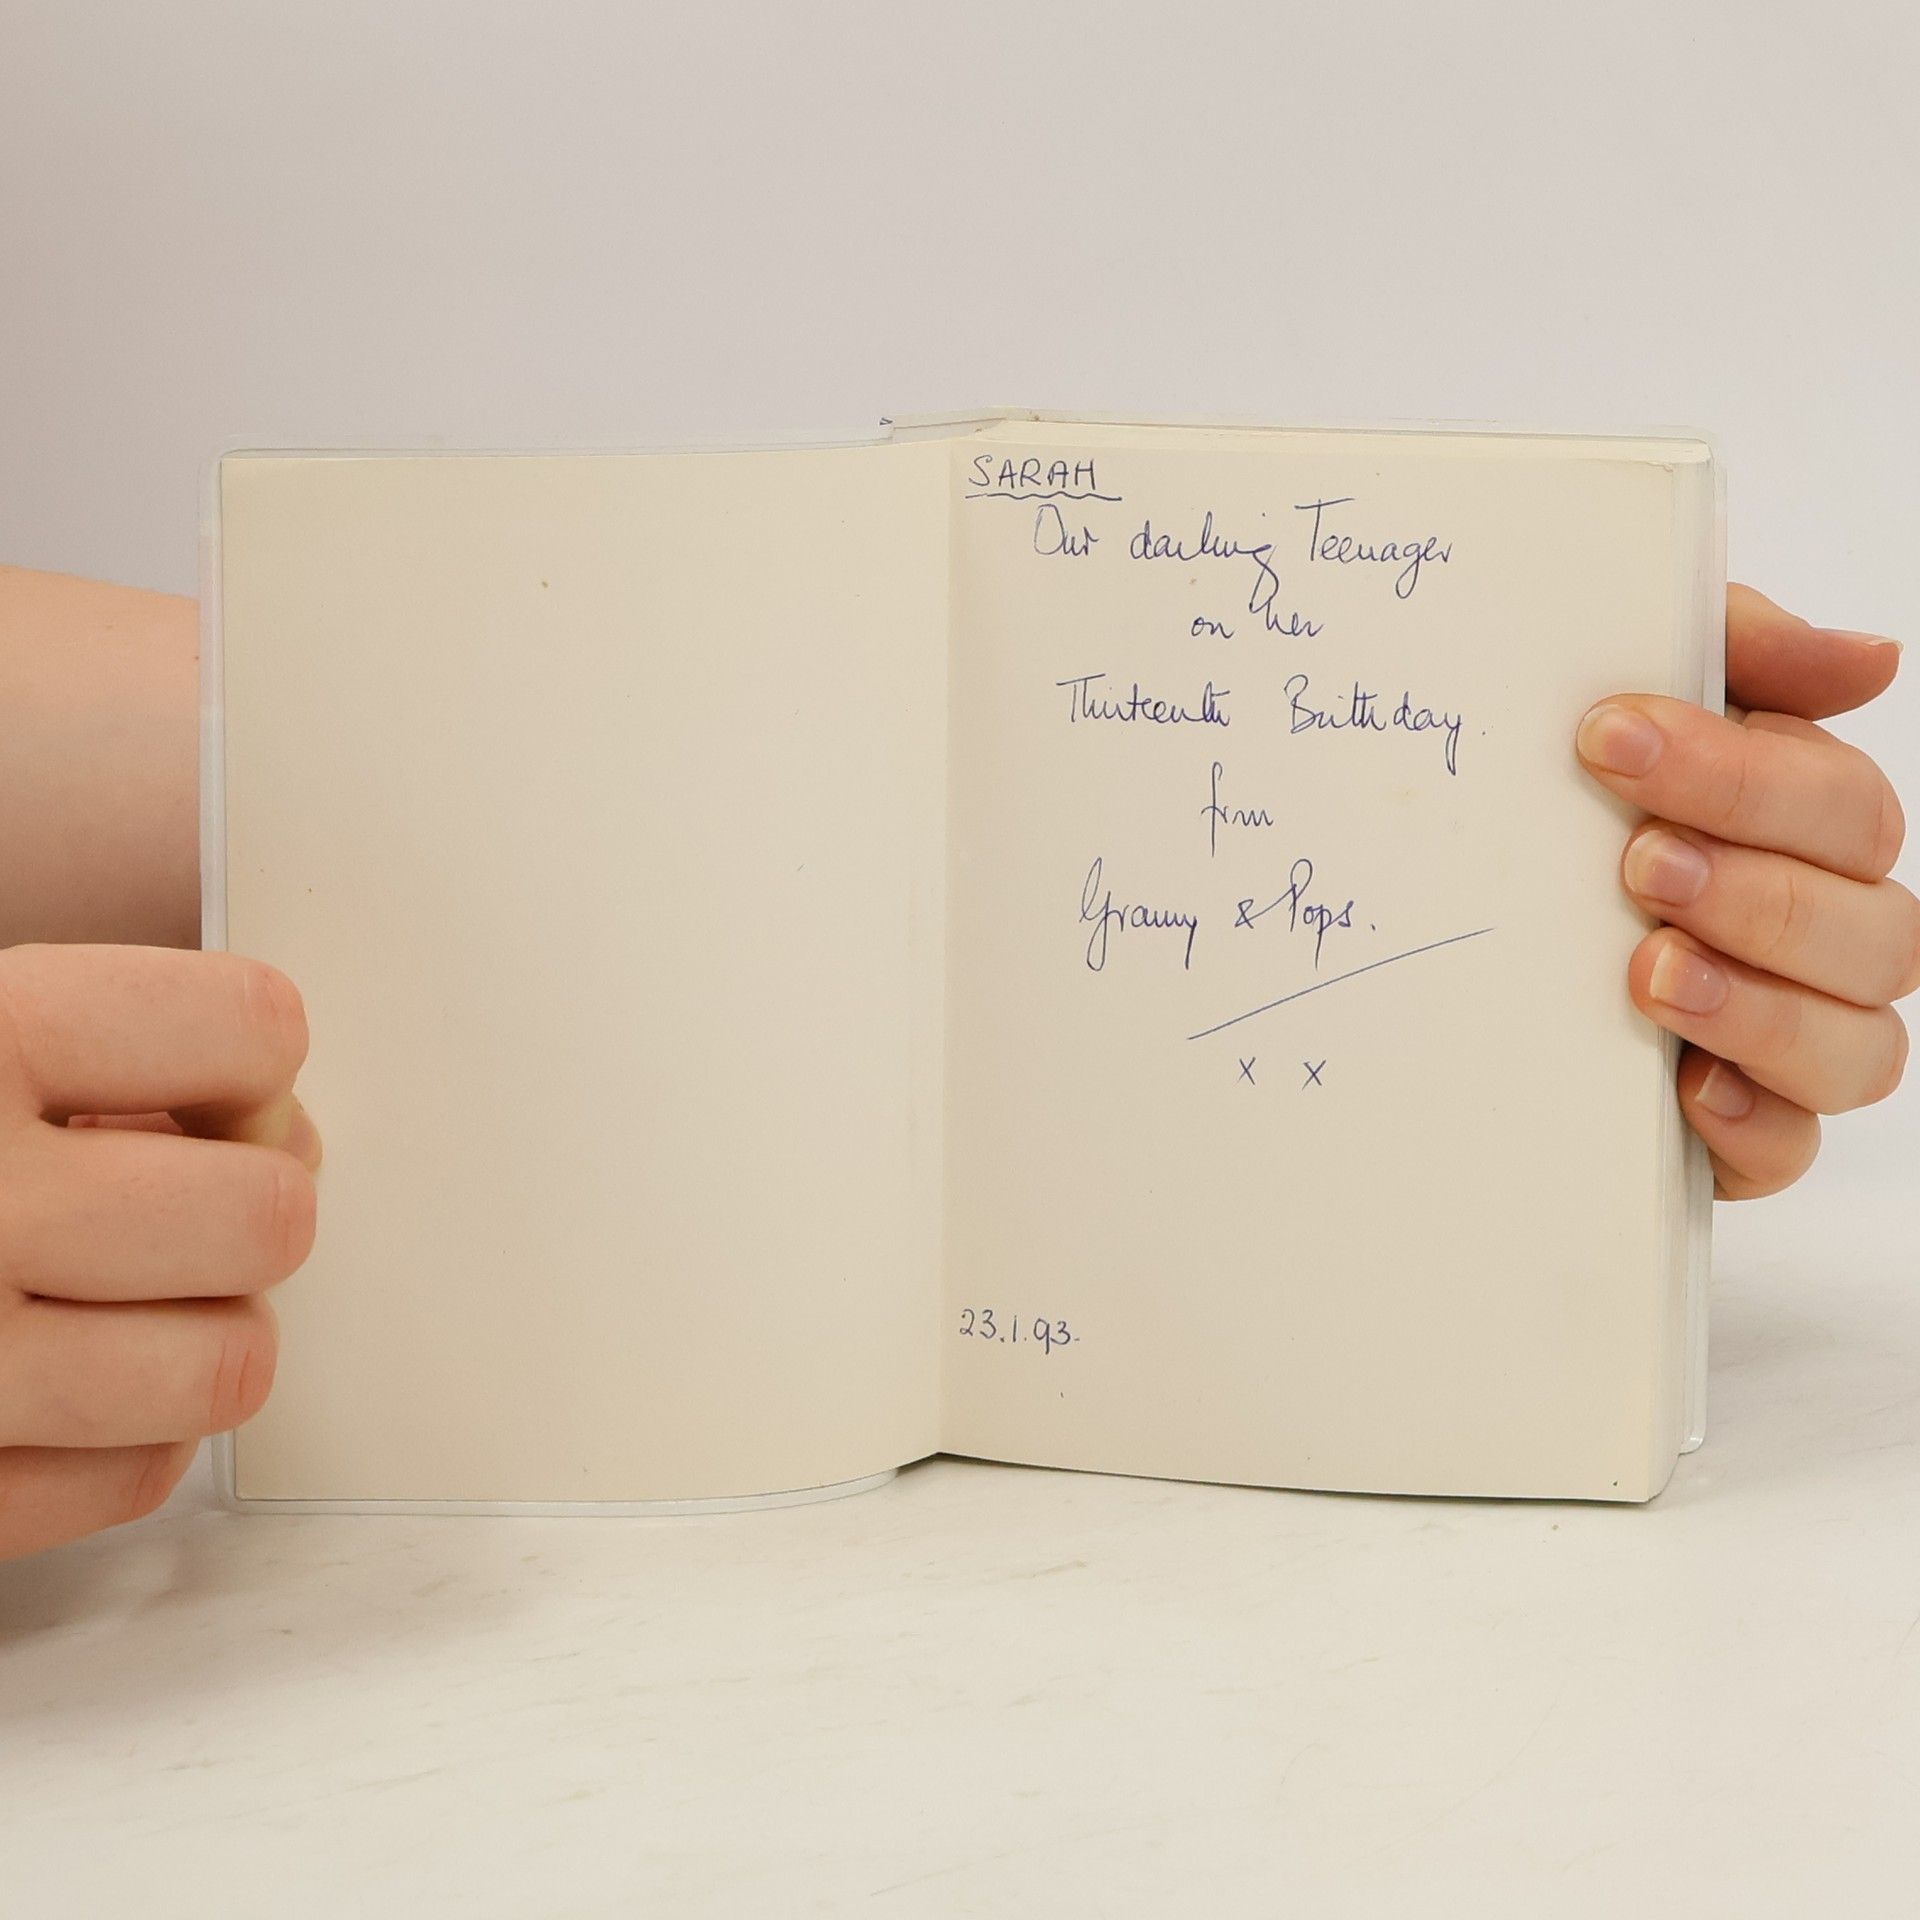 SARAH
Our darling Teenager
on her
Thirteenth Birthday.
from
Granny & Pops.
x x
23.1.93.